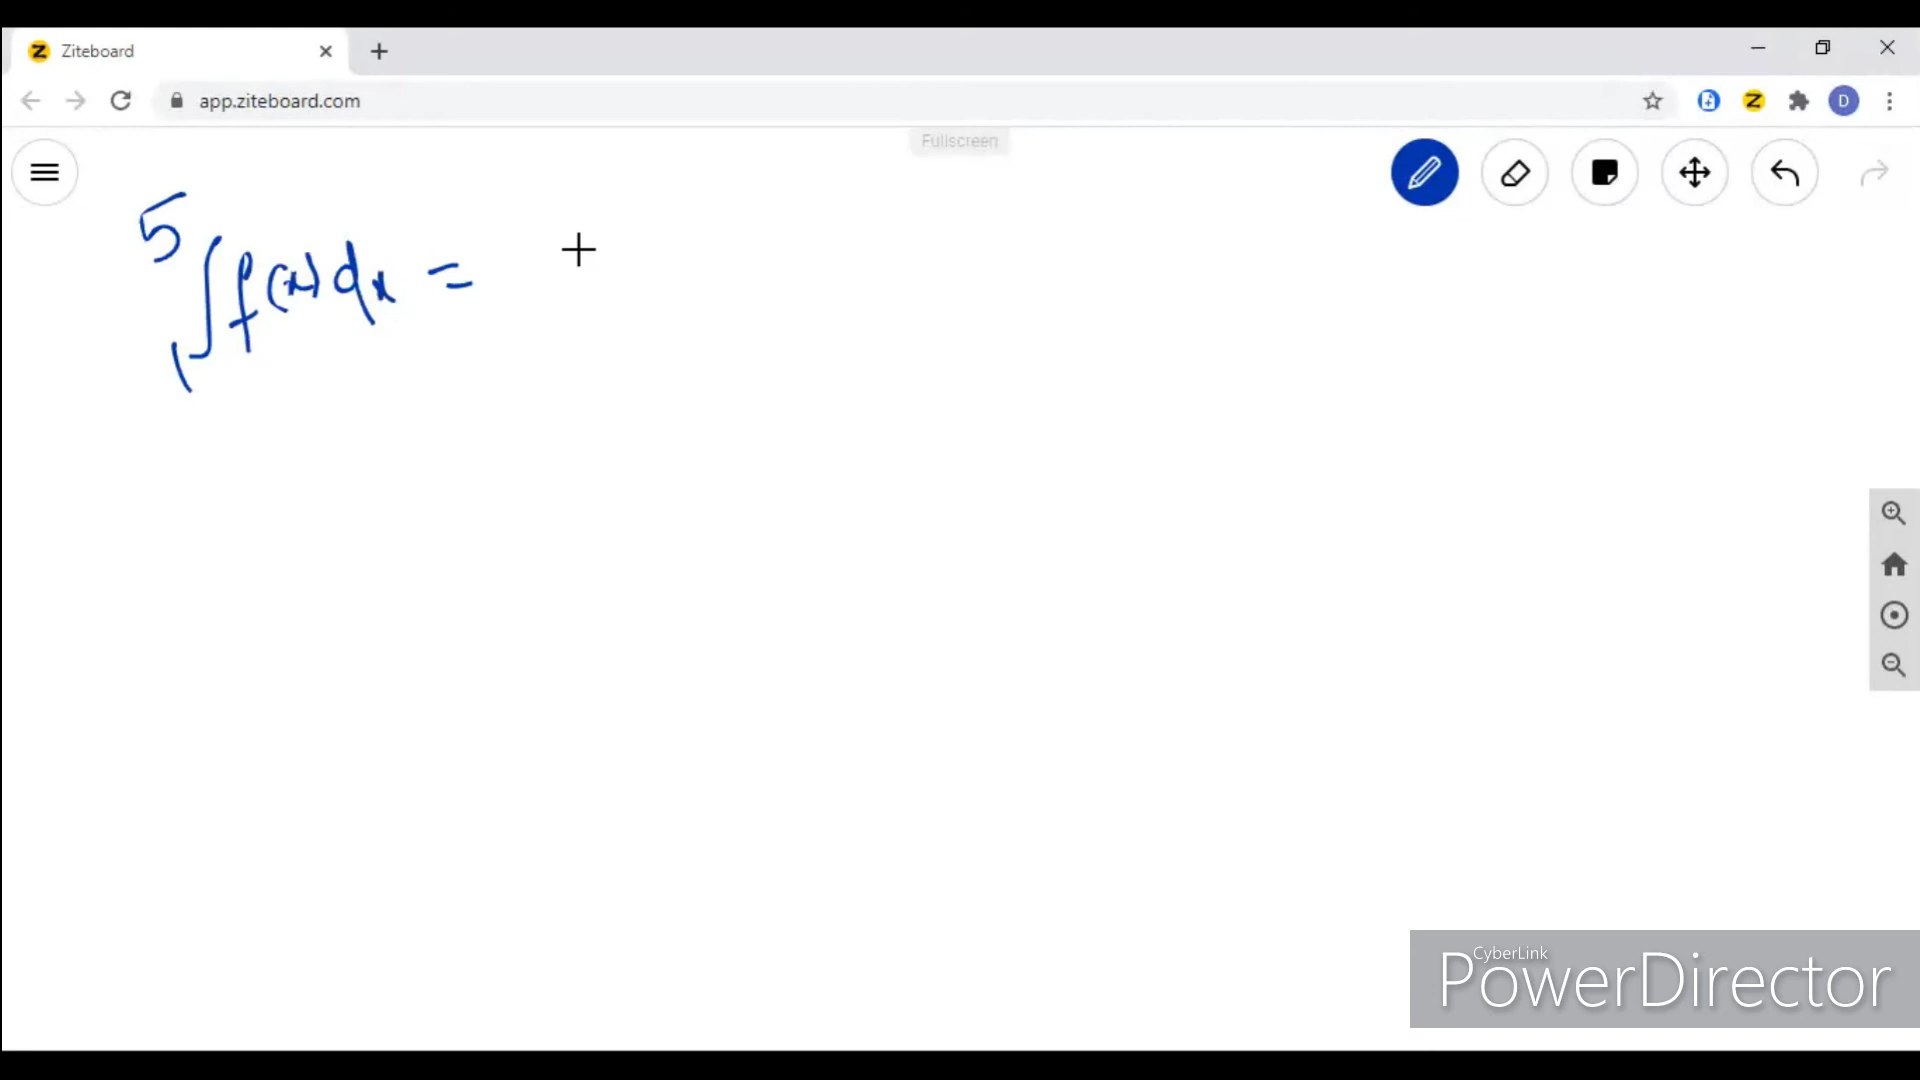 Ziteboard
app.ziteboard.com
D
Fullscreen
5
∫f(x)dx =
1
CyberLink
PowerDirector